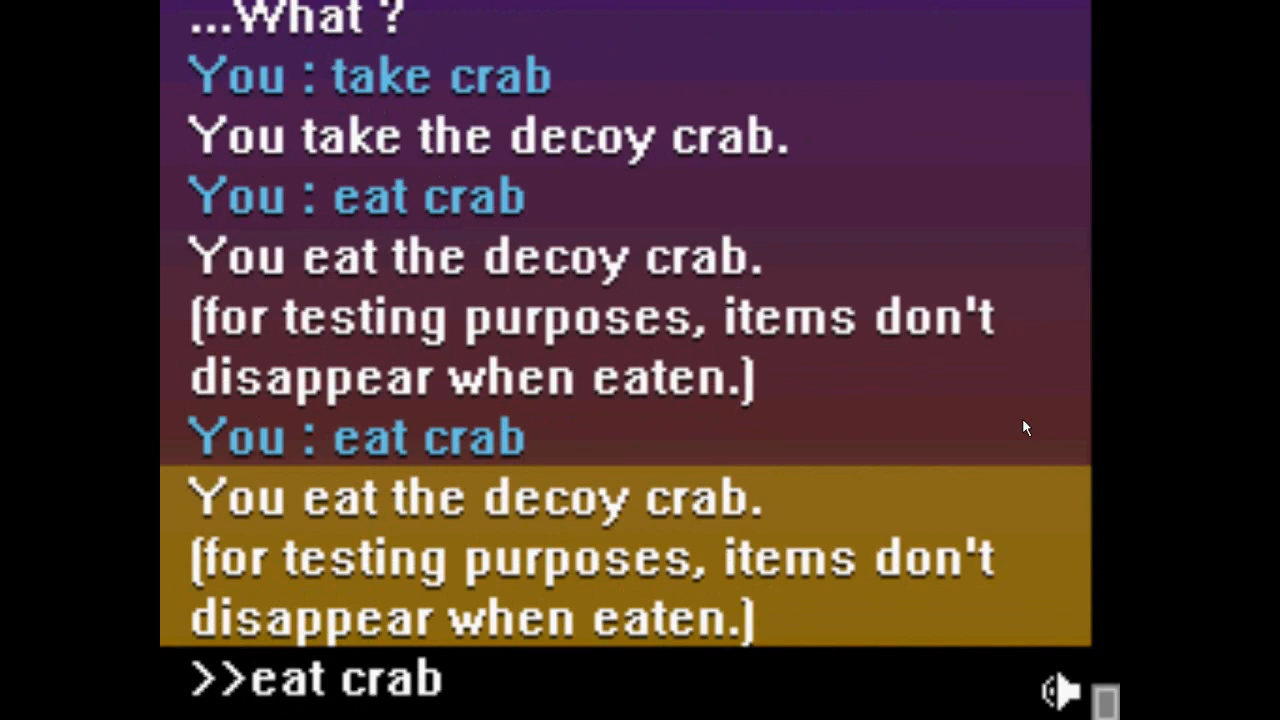 ...What ?
You : take crab
You take the decoy crab.
You : eat crab
You eat the decoy crab.
(for testing purposes, items don't
disappear when eaten.)
You : eat crab
You eat the decoy crab.
(for testing purposes, items don't
disappear when eaten.)
>>eat crab